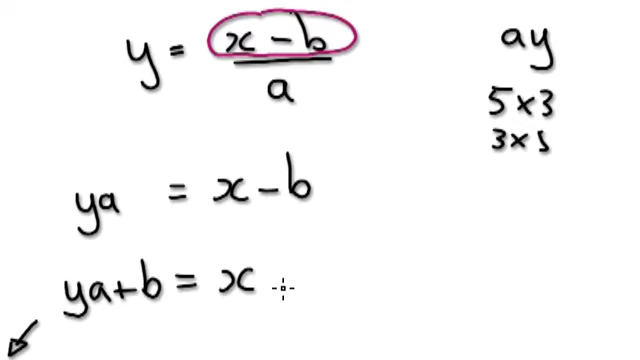 y = x - b / a
ya = x - b
ya + b = x
ay
5 x 3
3 x 5